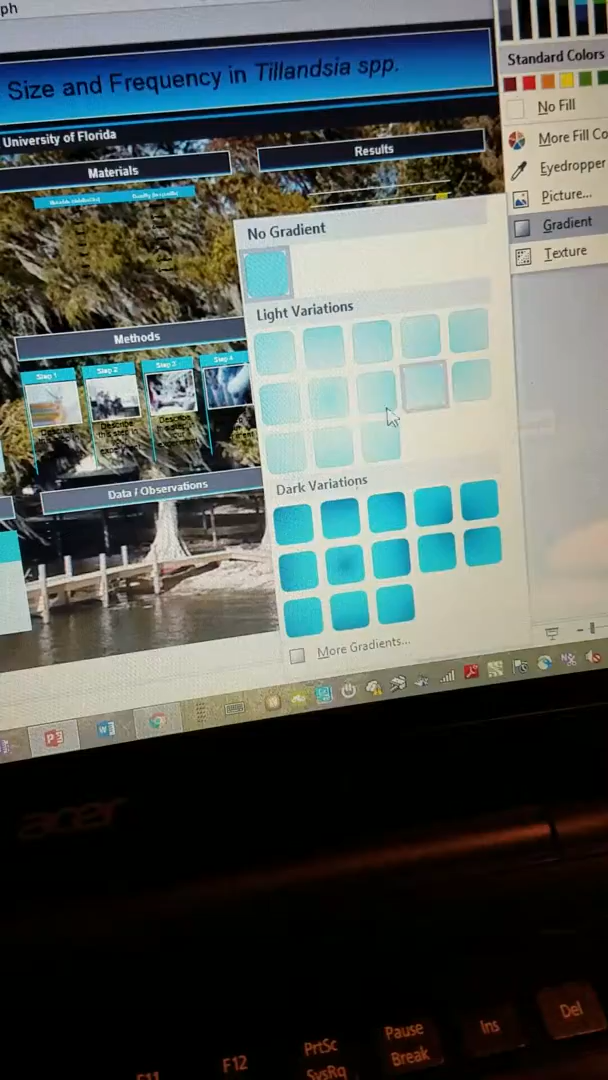 ph
Size and Frequency in Tillandsia spp.
University of Florida
Materials
Results
Methods
Step 1
Step 2
Step 3
Step 4
Data / Observations
No Gradient
Light Variations
Dark Variations
More Gradients...
Standard Colors
No Fill
More Fill Co
Eyedropper
Picture...
Gradient
Texture
acer
F11
F12
PrtSc
SysRq
Pause
Break
Ins
Del